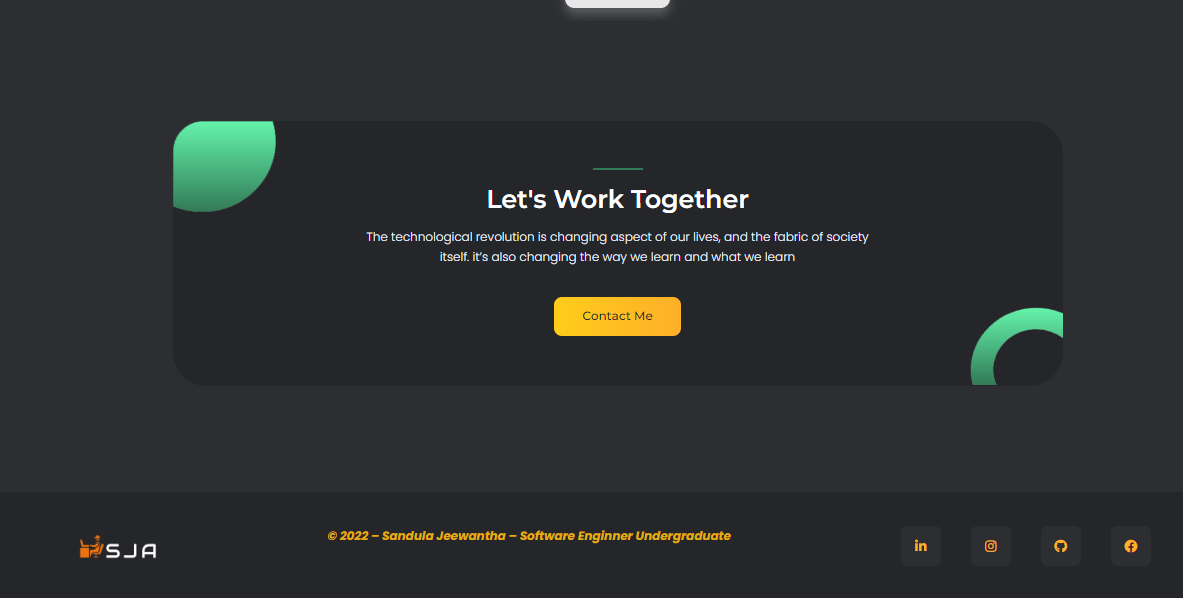 Let's Work Together
The technological revolution is changing aspect of our lives, and the fabric of society
itself. it's also changing the way we learn and what we learn
Contact Me
SJA
© 2022 – Sandula Jeewantha – Software Enginner Undergraduate